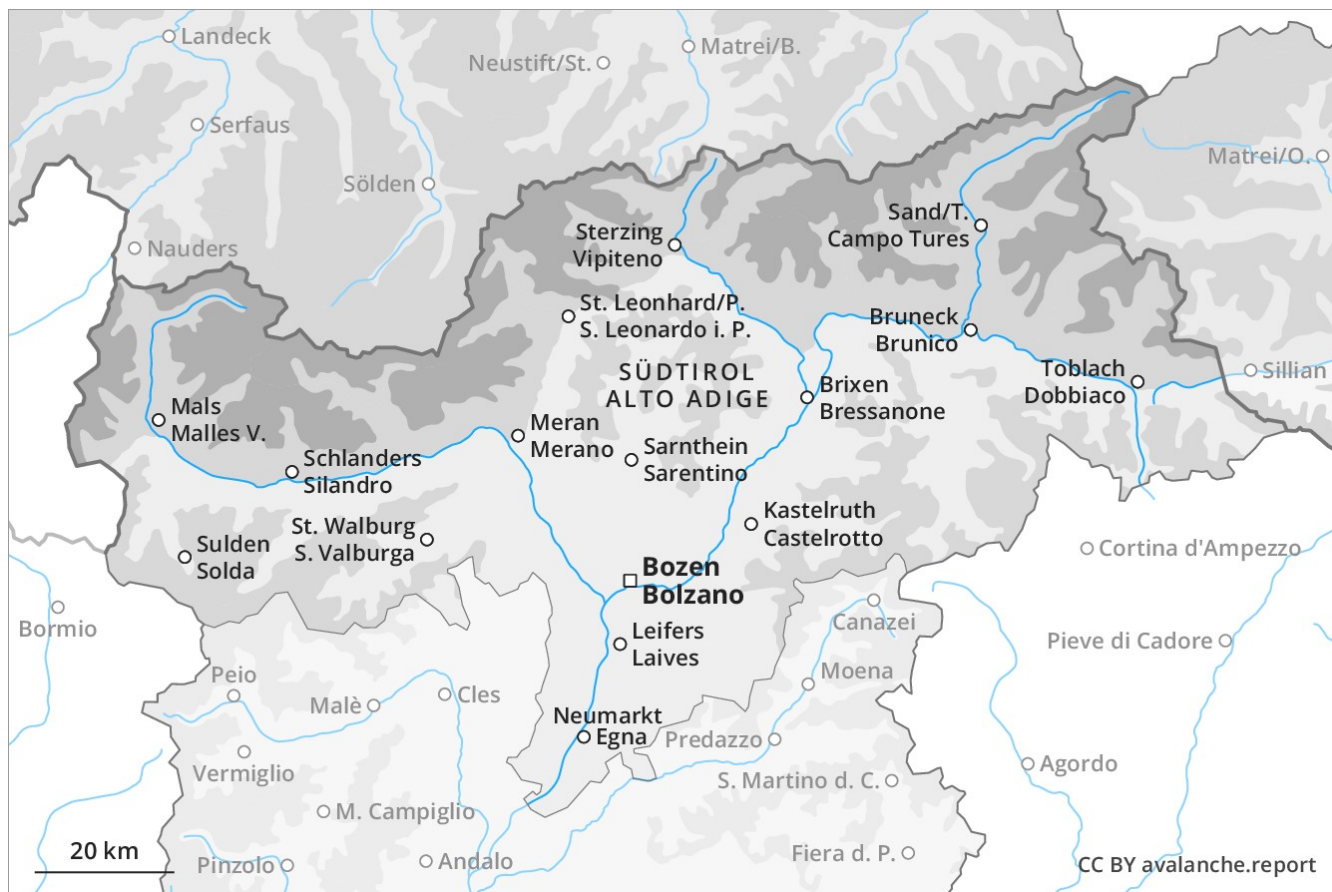 Landeck
Matrei/B.
Neustift/St.
Serfaus
Matrei/O.
Sölden
Sand/T.
Campo Tures
Sterzing
Vipiteno
Nauders
St. Leonhard/P.
S. Leonardo i. P.
Bruneck
Brunico
SÜDTIROL
ALTO ADIGE
Toblach
Dobbiaco
Sillian
Brixen
Bressanone
Mals
Malles V.
Meran
Merano
Sarnthein
Sarentino
Schlanders
Silandro
Kastelruth
Castelrotto
St. Walburg
S. Valburga
Sulden
Solda
Cortina d'Ampezzo
Bozen
Bolzano
Bormio
Canazei
Leifers
Laives
Pieve di Cadore
Peio
Moena
Malè
Cles
Neumarkt
Egna
Predazzo
Vermiglio
Agordo
S. Martino d. C.
M. Campiglio
20 km
Pinzolo
Andalo
Fiera d. P.
CC BY avalanche.report